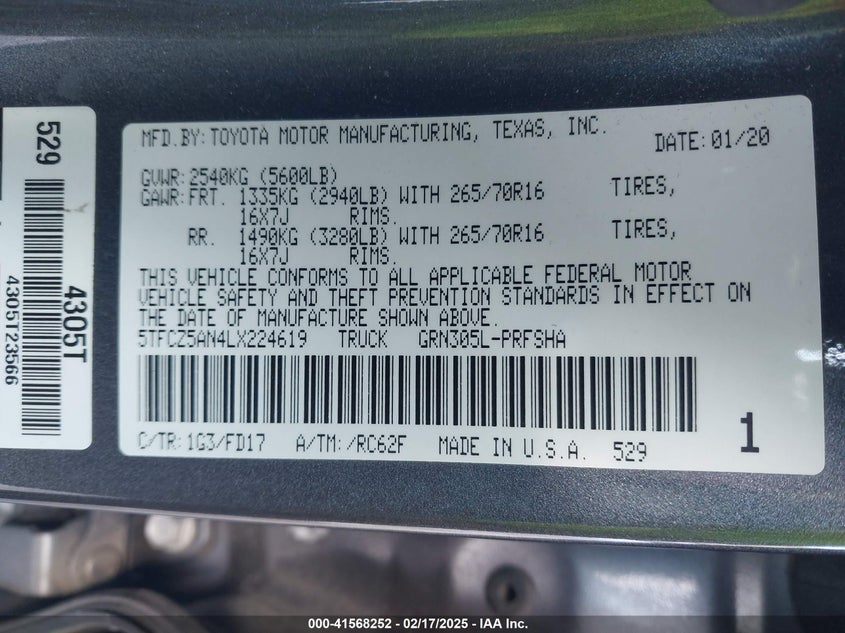 529
4305T
4305T23566
MFD.BY:TOYOTA MOTOR MANUFACTURING, TEXAS, INC. DATE:01/20
GVWR:2540KG (5600LB)
GAWR:FRT. 1335KG (2940LB) WITH 265/70R16 TIRES,
16X7J RIMS.
RR. 1490KG (3280LB) WITH 265/70R16 TIRES,
16X7J RIMS.
THIS VEHICLE CONFORMS TO ALL APPLICABLE FEDERAL MOTOR
VEHICLE SAFETY AND THEFT PREVENTION STANDARDS IN EFFECT ON
THE DATE OF MANUFACTURE SHOWN ABOVE.
5TFCZ5AN4LX224619 TRUCK GRN305L-PRFSHA
C/TR:1G3/FD17 A/TM:/RC62F MADE IN U.S.A. 529 1
000-41568252 - 02/17/2025 - IAA Inc.